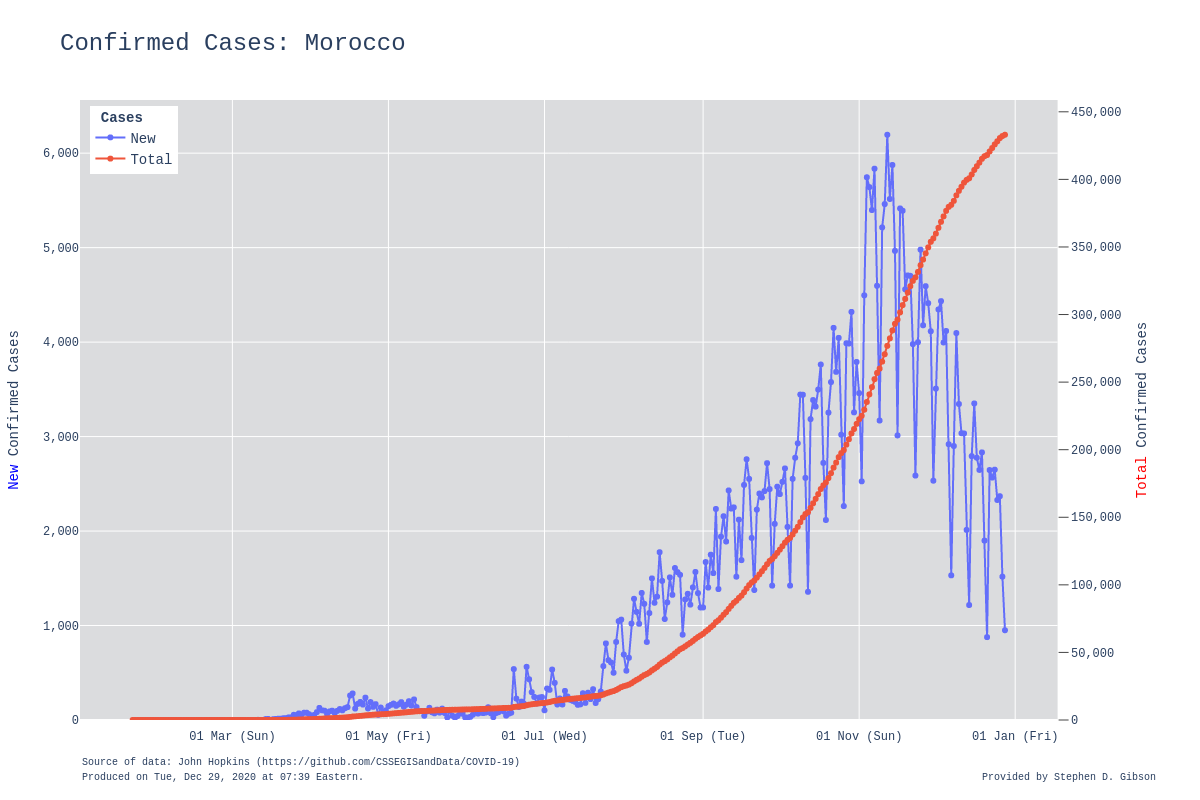 Confirmed Cases: Morocco
Cases
New
Total
6,000
5,000
4,000
3,000
2,000
1,000
0
450,000
400,000
350,000
300,000
250,000
200,000
150,000
100,000
50,000
0
New Confirmed Cases
Total Confirmed Cases
01 Mar (Sun)
01 May (Fri)
01 Jul (Wed)
01 Sep (Tue)
01 Nov (Sun)
01 Jan (Fri)
Source of data: John Hopkins (https://github.com/CSSEGISandData/COVID-19)
Produced on Tue, Dec 29, 2020 at 07:39 Eastern.
Provided by Stephen D. Gibson